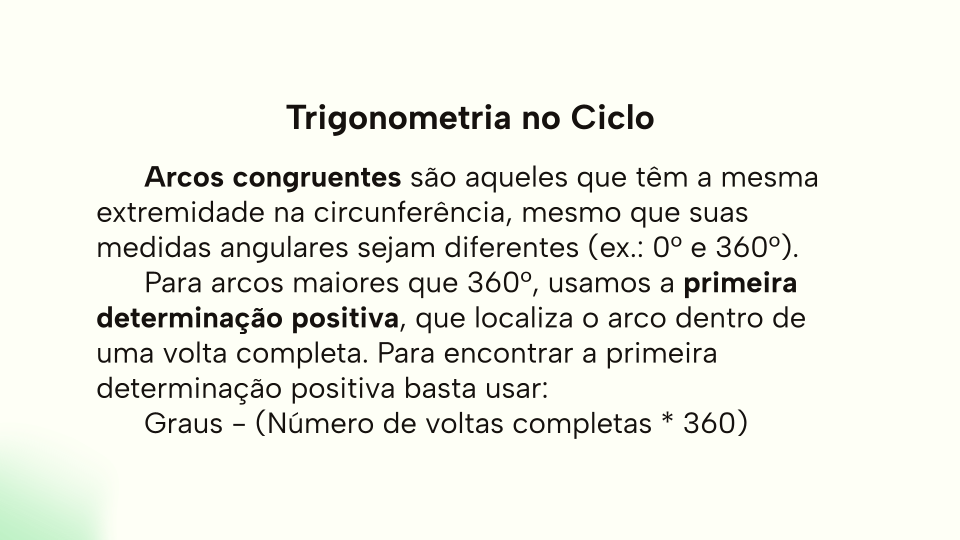 Trigonometria no Ciclo
Arcos congruentes são aqueles que têm a mesma
extremidade na circunferência, mesmo que suas
medidas angulares sejam diferentes (ex.: 0º e 360º).
Para arcos maiores que 360º, usamos a primeira
determinação positiva, que localiza o arco dentro de
uma volta completa. Para encontrar a primeira
determinação positiva basta usar:
Graus - (Número de voltas completas * 360)